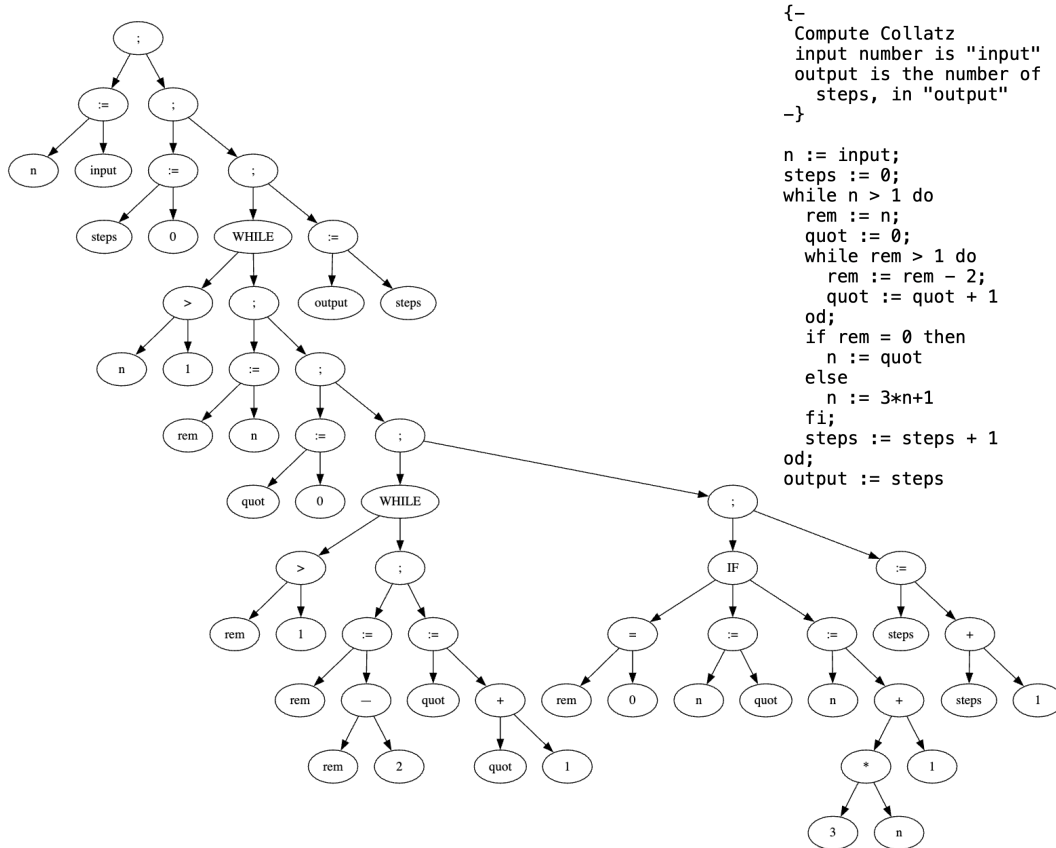 {-
Compute Collatz
input number is "input"
output is the number of
steps, in "output"
-}
n := input;
steps := 0;
while n > 1 do
rem := n;
quot := 0;
while rem > 1 do
rem := rem - 2;
quot := quot + 1
od;
if rem = 0 then
n := quot
else
n := 3*n+1
fi;
steps := steps + 1
od;
output := steps
;
:= ;
n input := ;
steps 0 WHILE :=
> ; output steps
n 1 := ;
rem n := ;
quot 0 WHILE ;
> ; IF :=
rem 1 := := = := := steps +
rem — quot + rem 0 n quot n + steps 1
rem 2 quot 1 * 1
3 n